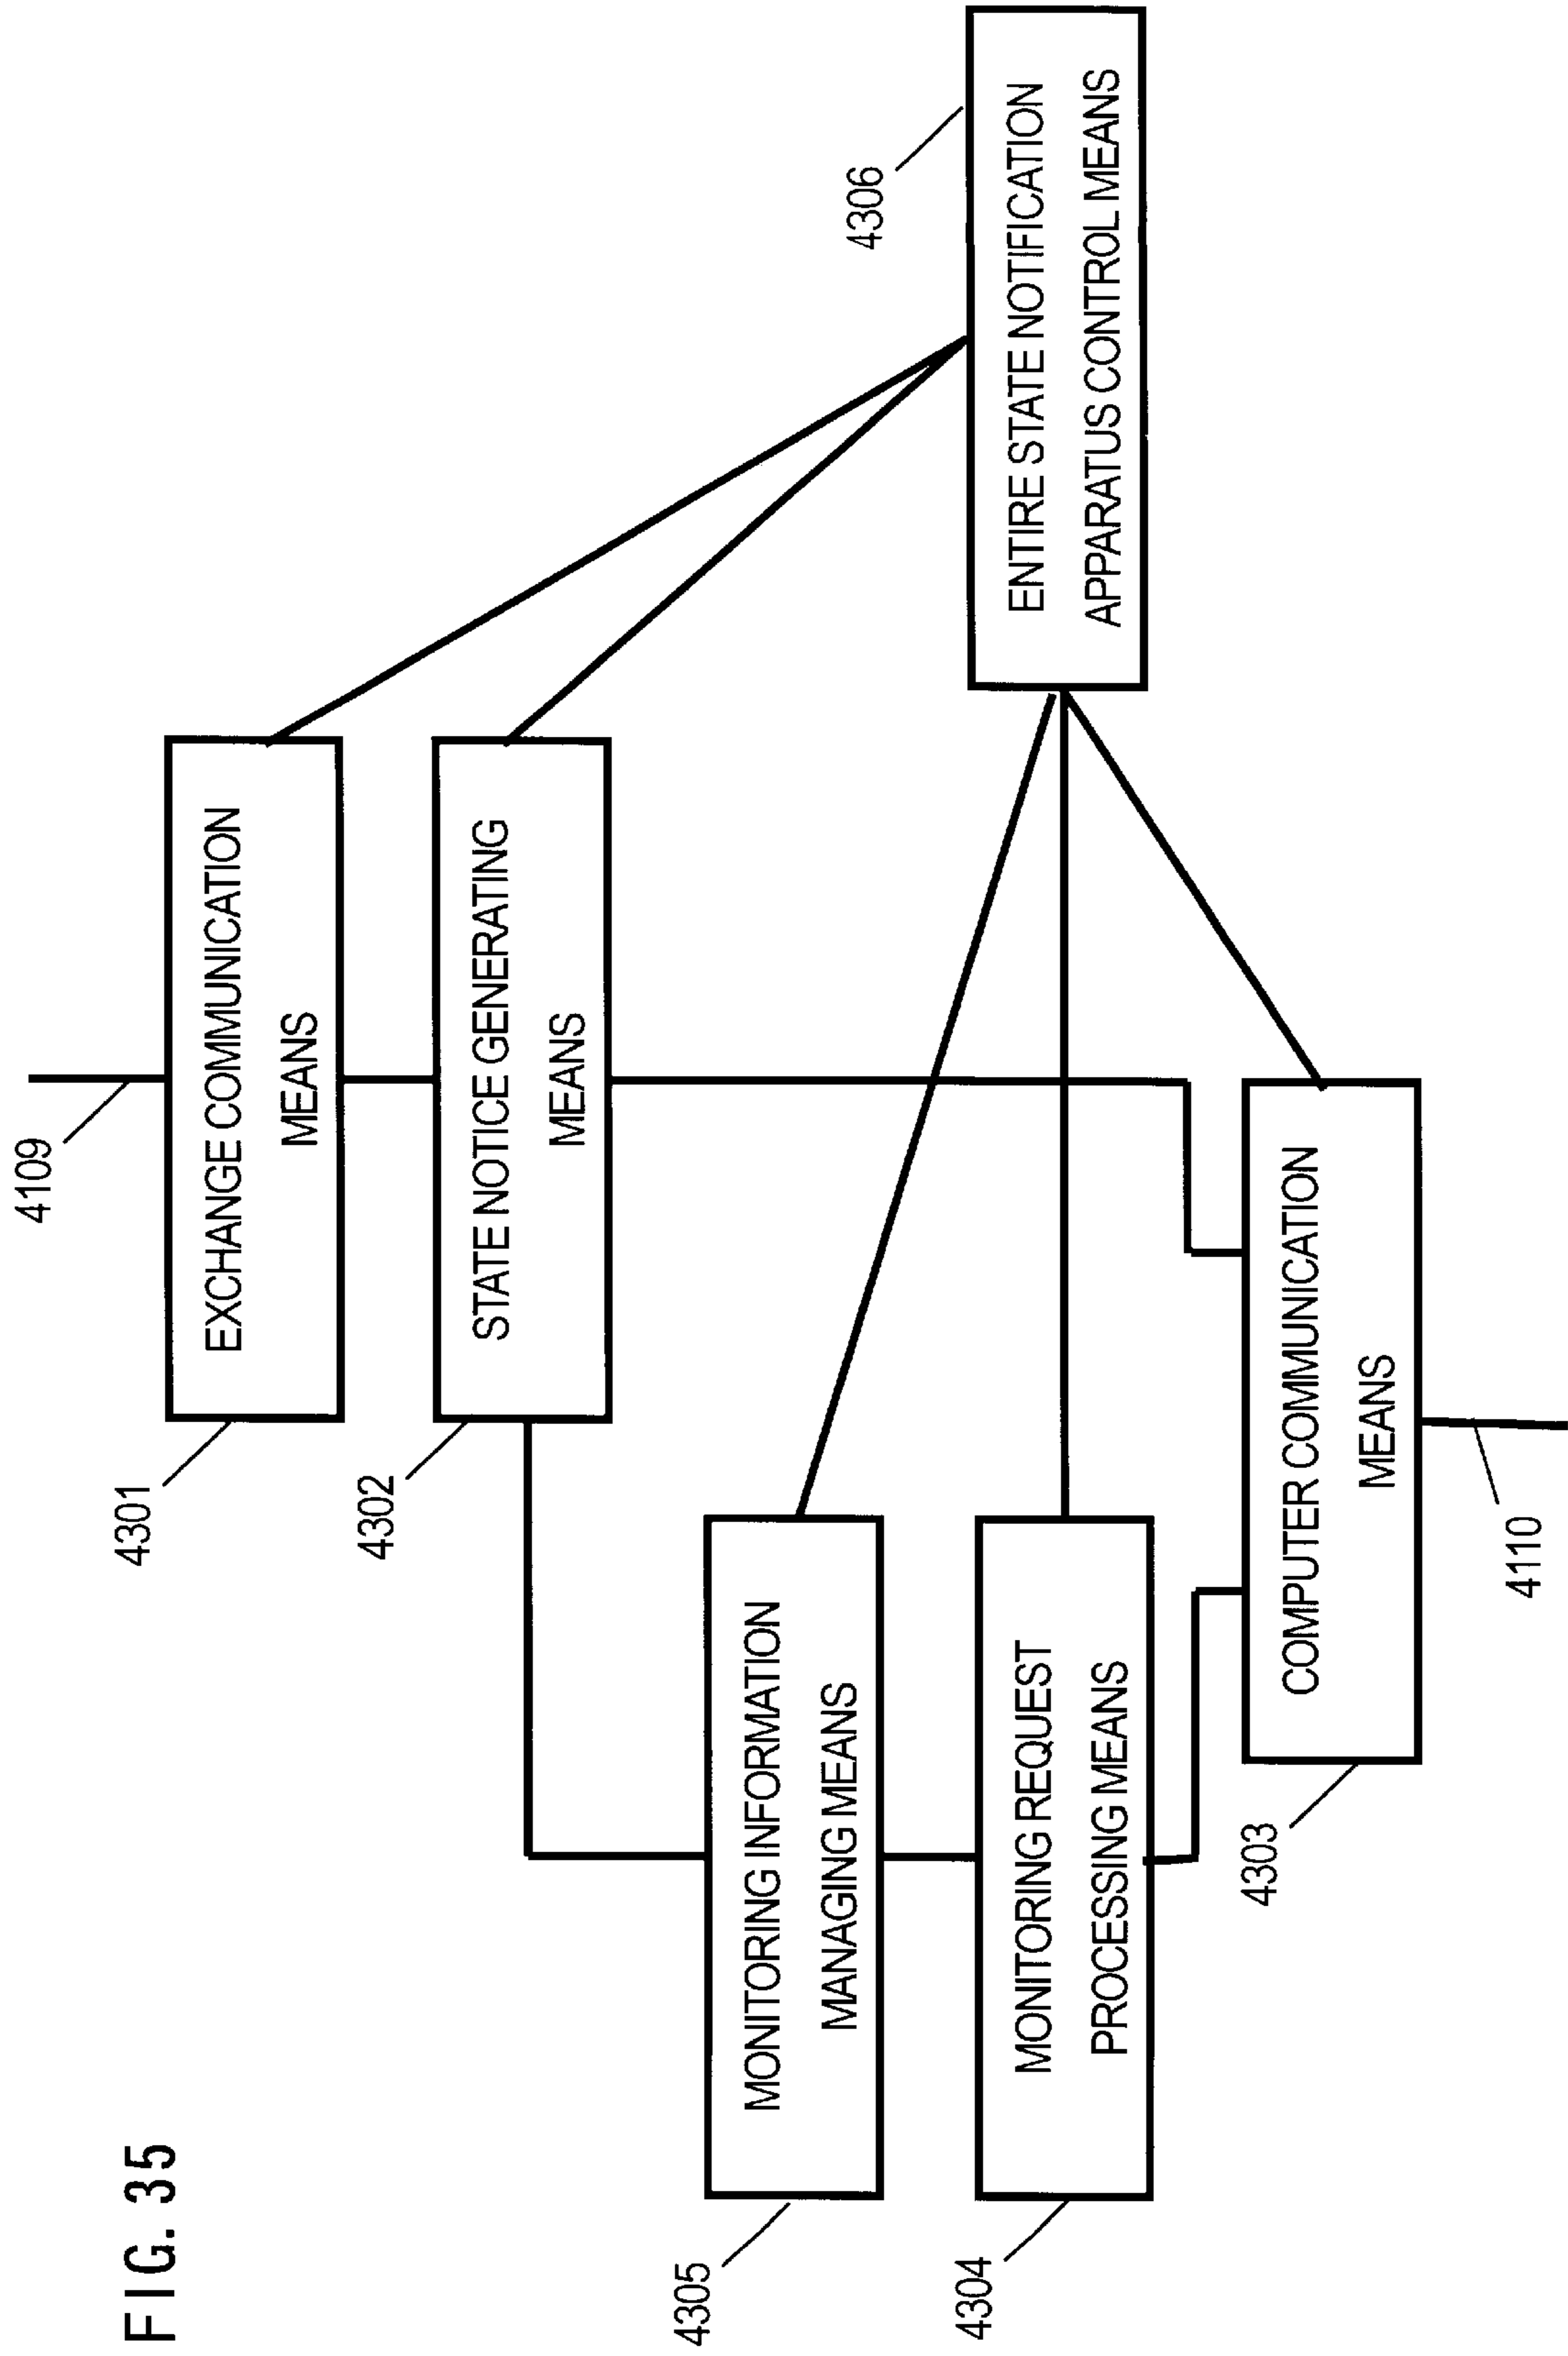 FIG. 35
4109
4301
EXCHANGE COMMUNICATION
MEANS
4302
STATE NOTICE GENERATING
MEANS
4305
MONITORING INFORMATION
MANAGING MEANS
4306
ENTIRE STATE NOTIFICATION
APPARATUS CONTROL MEANS
4304
MONITORING REQUEST
PROCESSING MEANS
4303
COMPUTER COMMUNICATION
MEANS
4110